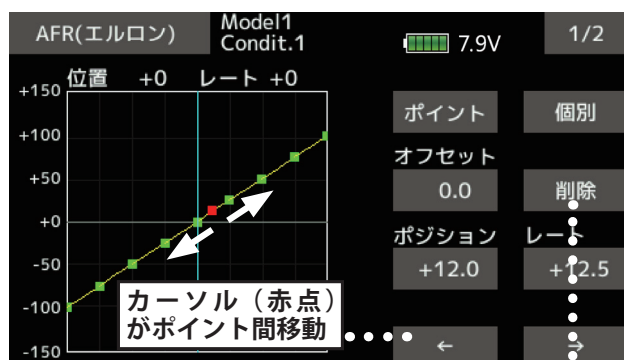 AFR(エルロン)
Model1
Condit.1
7.9V
1/2
位置 +0 レート +0
+150
+100
+50
+0
-50
-100
-150
ポイント
個別
オフセット
0.0
削除
ポジション
レート
+12.0
+12.5
カーソル（赤点）
がポイント間移動
←
→